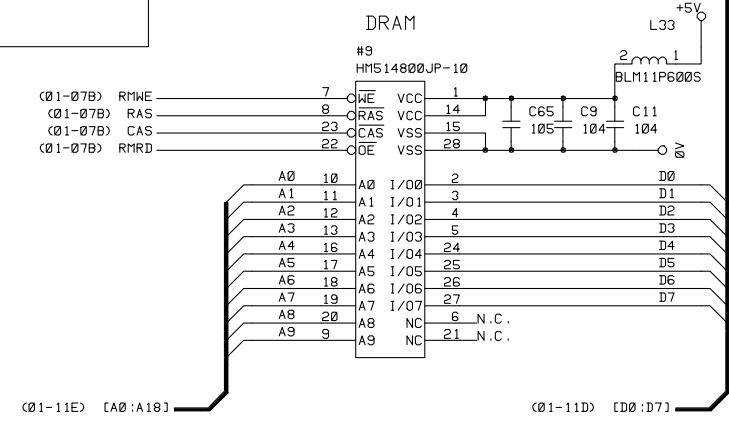 +5V
DRAM
L33
#9
HM514800JP-10
2 1
BLM11P600S
(01-07B) RMWE 7 WE VCC 1
(01-07B) RAS 8 RAS VCC 14 C65 C9 C11
(01-07B) CAS 23 CAS VSS 15 105 104 104
(01-07B) RMRD 22 OE VSS 28 0V
A0 10 A0 I/O0 2 D0
A1 11 A1 I/O1 3 D1
A2 12 A2 I/O2 4 D2
A3 13 A3 I/O3 5 D3
A4 16 A4 I/O4 24 D4
A5 17 A5 I/O5 25 D5
A6 18 A6 I/O6 26 D6
A7 19 A7 I/O7 27 D7
A8 20 A8 NC 6 N.C.
A9 9 A9 NC 21 N.C.
(01-11E) [A0:A18] (01-11D) [D0:D7]